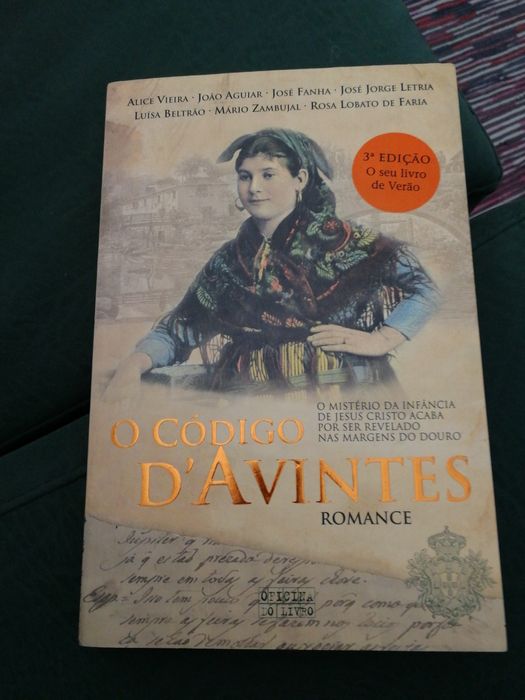 Alice Vieira · João Aguiar · José Fanha · José Jorge Letria
Luísa Beltrão · Mário Zambujal · Rosa Lobato de Faria
3ª EDIÇÃO
O seu livro
de Verão
O MISTÉRIO DA INFÂNCIA
DE JESUS CRISTO ACABA
POR SER REVELADO
NAS MARGENS DO DOURO
O CÓDIGO
D'AVINTES
ROMANCE
OFICINA
DO LIVRO